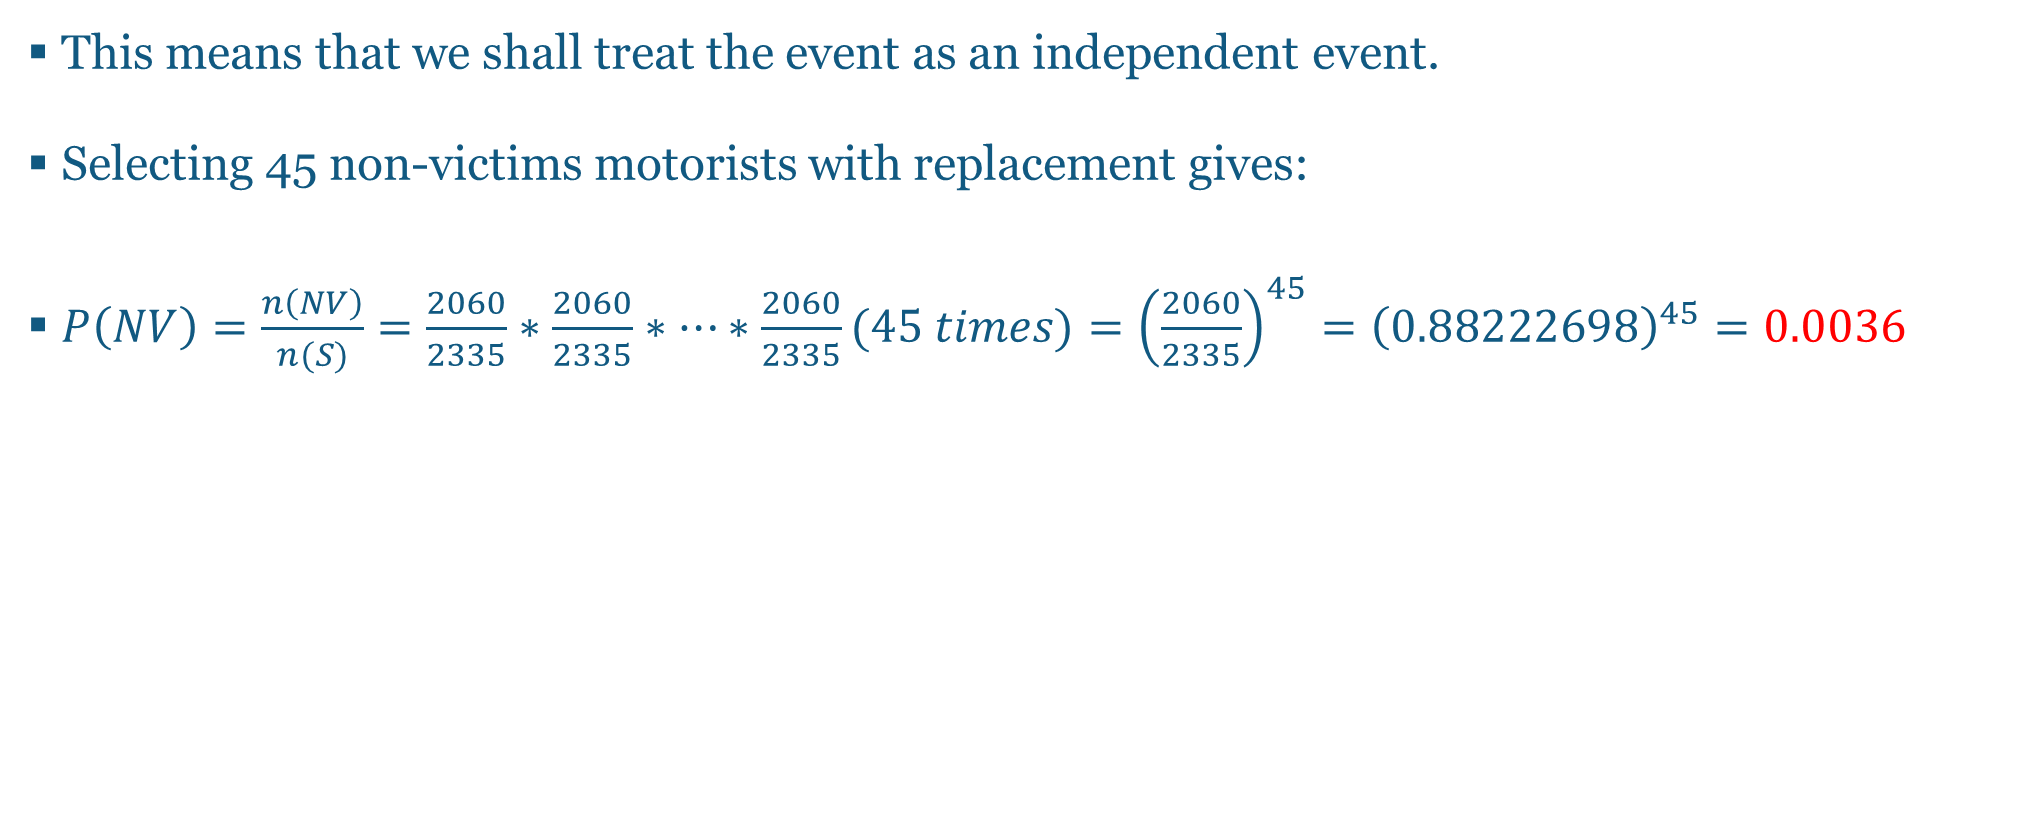 ▪ This means that we shall treat the event as an independent event.
▪ Selecting 45 non-victims motorists with replacement gives:
▪ P(NV) = n(NV)/n(S) = 2060/2335 * 2060/2335 * ⋯ * 2060/2335 (45 times) = (2060/2335)^45 = (0.88222698)^45 = 0.0036